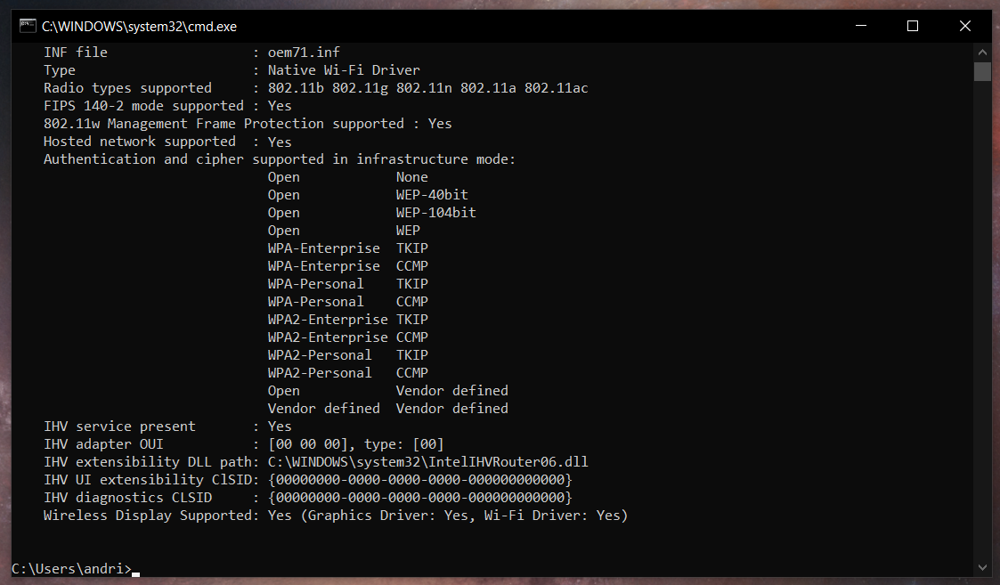 C:\WINDOWS\system32\cmd.exe
INF file : oem71.inf
Type : Native Wi-Fi Driver
Radio types supported : 802.11b 802.11g 802.11n 802.11a 802.11ac
FIPS 140-2 mode supported : Yes
802.11w Management Frame Protection supported : Yes
Hosted network supported : Yes
Authentication and cipher supported in infrastructure mode:
Open None
Open WEP-40bit
Open WEP-104bit
Open WEP
WPA-Enterprise TKIP
WPA-Enterprise CCMP
WPA-Personal TKIP
WPA-Personal CCMP
WPA2-Enterprise TKIP
WPA2-Enterprise CCMP
WPA2-Personal TKIP
WPA2-Personal CCMP
Open Vendor defined
Vendor defined Vendor defined
IHV service present : Yes
IHV adapter OUI : [00 00 00], type: [00]
IHV extensibility DLL path: C:\WINDOWS\system32\IntelIHVRouter06.dll
IHV UI extensibility ClSID: {00000000-0000-0000-0000-000000000000}
IHV diagnostics CLSID : {00000000-0000-0000-0000-000000000000}
Wireless Display Supported: Yes (Graphics Driver: Yes, Wi-Fi Driver: Yes)
C:\Users\andri>